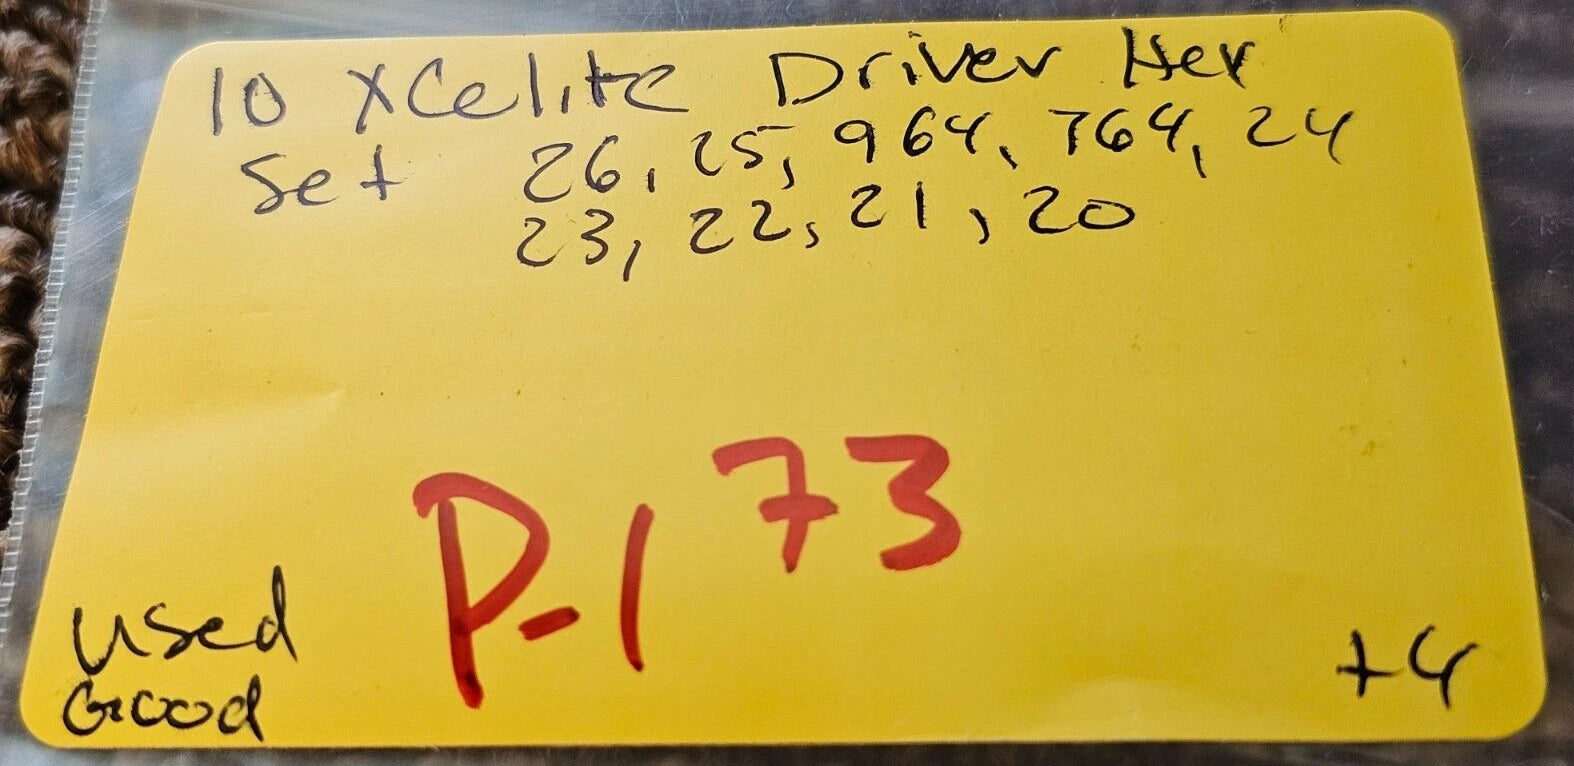 10 XCelite Driver Hex
Set 26, 25, 964, 764, 24
23, 22, 21, 20
P-173
Used
Good
+4